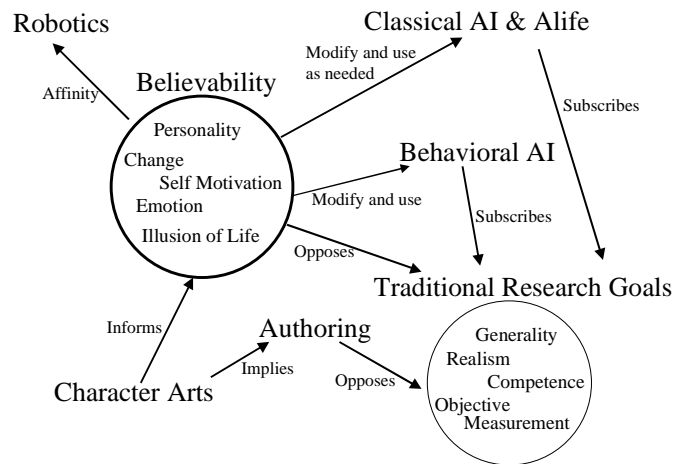 Robotics
Classical AI & Alife
Modify and use
as needed
Believability
Affinity
Subscribes
Personality
Change
Self Motivation
Emotion
Illusion of Life
Behavioral AI
Modify and use
Subscribes
Opposes
Traditional Research Goals
Informs
Authoring
Generality
Realism
Implies
Competence
Opposes
Character Arts
Objective
Measurement